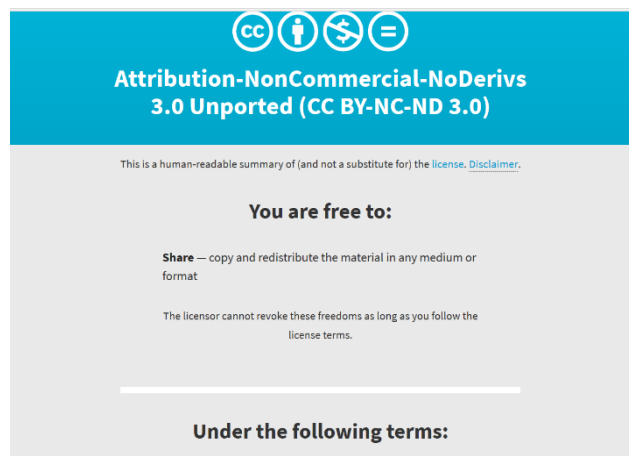 cc
Attribution-NonCommercial-NoDerivs
3.0 Unported (CC BY-NC-ND 3.0)
This is a human-readable summary of (and not a substitute for) the license. Disclaimer.
You are free to:
Share — copy and redistribute the material in any medium or
format
The licensor cannot revoke these freedoms as long as you follow the
license terms.
Under the following terms: